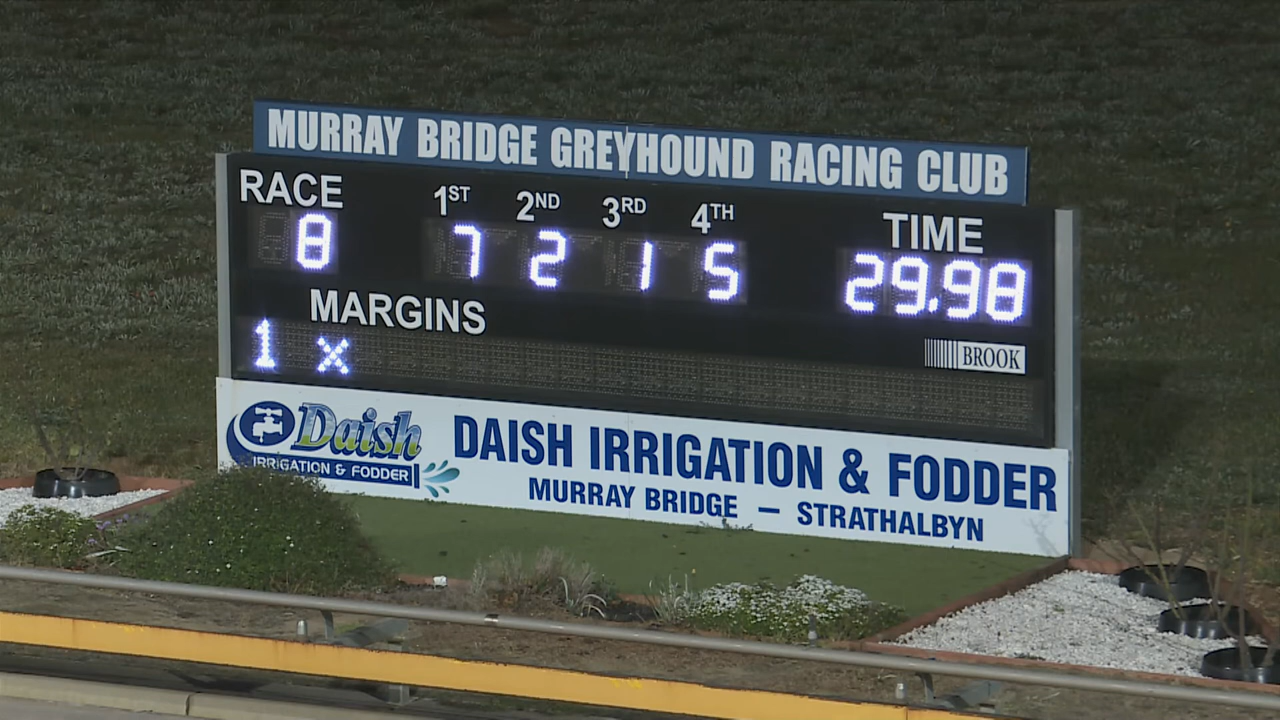 MURRAY BRIDGE GREYHOUND RACING CLUB
RACE 1ST 2ND 3RD 4TH TIME
8 7 2 1 5 29.98
MARGINS
1 x
BROOK
Daish
IRRIGATION & FODDER
DAISH IRRIGATION & FODDER
MURRAY BRIDGE – STRATHALBYN